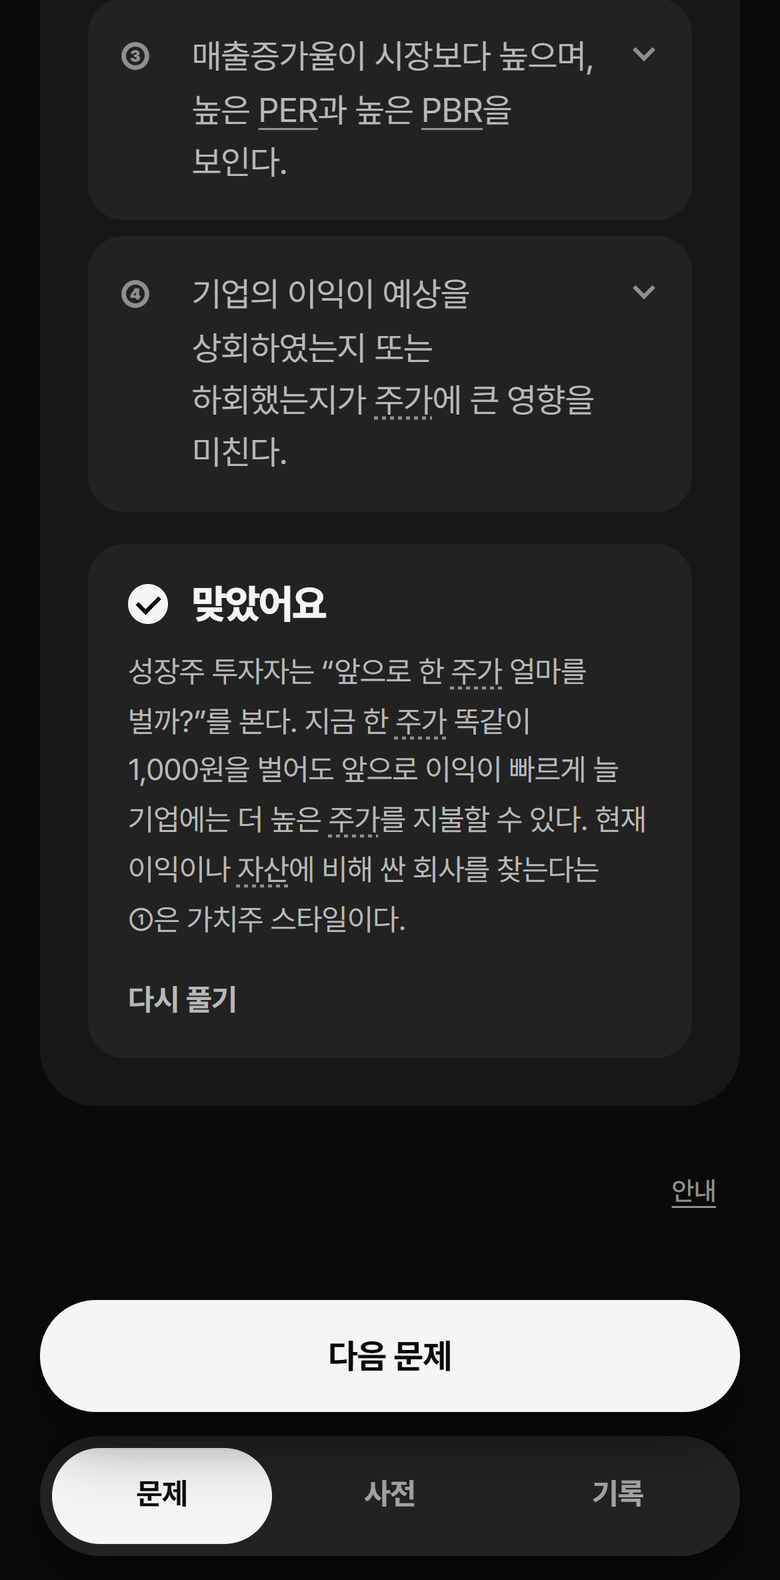 ③ 매출증가율이 시장보다 높으며,
높은 PER과 높은 PBR을
보인다.
④ 기업의 이익이 예상을
상회하였는지 또는
하회했는지가 주가에 큰 영향을
미친다.
맞았어요
성장주 투자자는 “앞으로 한 주가 얼마를
벌까?”를 본다. 지금 한 주가 똑같이
1,000원을 벌어도 앞으로 이익이 빠르게 늘
기업에는 더 높은 주가를 지불할 수 있다. 현재
이익이나 자산에 비해 싼 회사를 찾는다는
①은 가치주 스타일이다.
다시 풀기
안내
다음 문제
문제 사전 기록